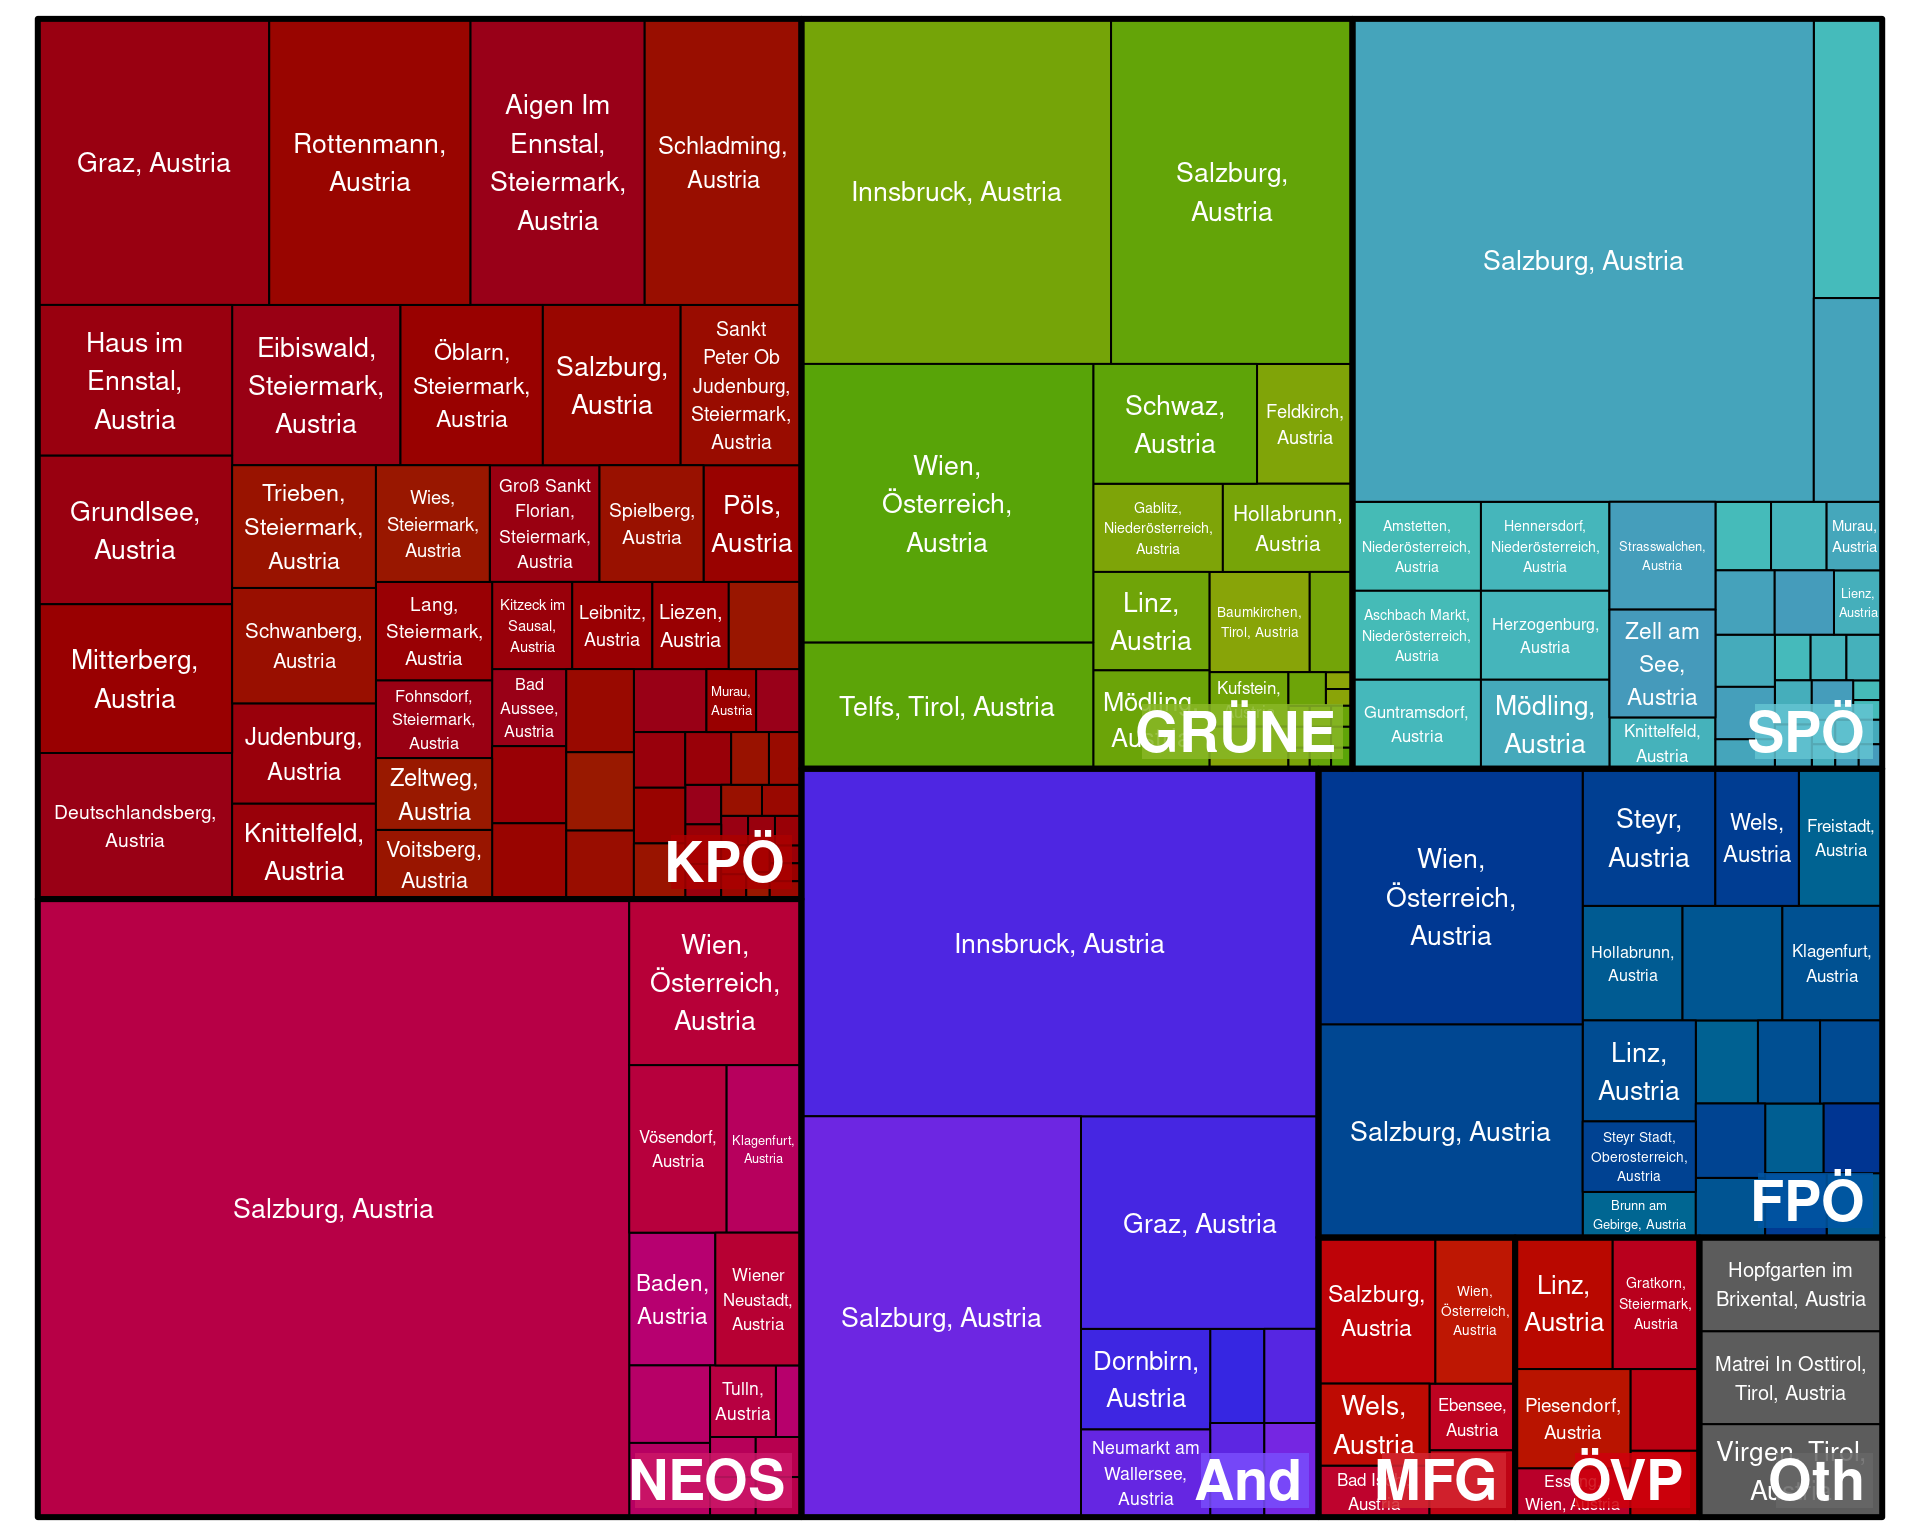 Graz, Austria
Rottenmann,
Austria
Aigen Im
Ennstal,
Steiermark,
Austria
Schladming,
Austria
Haus im
Ennstal,
Austria
Eibiswald,
Steiermark,
Austria
Öblarn,
Steiermark,
Austria
Salzburg,
Austria
Sankt
Peter Ob
Judenburg,
Steiermark,
Austria
Grundlsee,
Austria
Trieben,
Steiermark,
Austria
Wies,
Steiermark,
Austria
Groß Sankt
Florian,
Steiermark,
Austria
Spielberg,
Austria
Pöls,
Austria
Mitterberg,
Austria
Schwanberg,
Austria
Lang,
Steiermark,
Austria
Kitzeck im
Sausal,
Austria
Leibnitz,
Austria
Liezen,
Austria
Deutschlandsberg,
Austria
Judenburg,
Austria
Fohnsdorf,
Steiermark,
Austria
Bad
Aussee,
Austria
Murau,
Austria
Zeltweg,
Austria
Knittelfeld,
Austria
Voitsberg,
Austria
KPÖ
Innsbruck, Austria
Salzburg,
Austria
Wien,
Österreich,
Austria
Schwaz,
Austria
Feldkirch,
Austria
Gablitz,
Niederösterreich,
Austria
Hollabrunn,
Austria
Linz,
Austria
Baumkirchen,
Tirol, Austria
Telfs, Tirol, Austria
Mödling,
Austria
Kufstein,
GRÜNE
Salzburg, Austria
Amstetten,
Niederösterreich,
Austria
Hennersdorf,
Niederösterreich,
Austria
Strasswalchen,
Austria
Murau,
Austria
Aschbach Markt,
Niederösterreich,
Austria
Herzogenburg,
Austria
Zell am
See,
Austria
Lienz,
Austria
Guntramsdorf,
Austria
Mödling,
Austria
Knittelfeld,
Austria
SPÖ
Salzburg, Austria
Wien,
Österreich,
Austria
Vösendorf,
Austria
Klagenfurt,
Austria
Baden,
Austria
Wiener
Neustadt,
Austria
Tulln,
Austria
NEOS
Innsbruck, Austria
Salzburg, Austria
Graz, Austria
Dornbirn,
Austria
Neumarkt am
Wallersee,
Austria
And
Wien,
Österreich,
Austria
Steyr,
Austria
Wels,
Austria
Freistadt,
Austria
Hollabrunn,
Austria
Klagenfurt,
Austria
Salzburg, Austria
Linz,
Austria
Steyr Stadt,
Oberosterreich,
Austria
Brunn am
Gebirge, Austria
FPÖ
Salzburg,
Austria
Wien,
Österreich,
Austria
Wels,
Austria
Ebensee,
Austria
Bad
Austria
MFG
Linz,
Austria
Gratkorn,
Steiermark,
Austria
Piesendorf,
Austria
Wien, Austria
ÖVP
Hopfgarten im
Brixental, Austria
Matrei In Osttirol,
Tirol, Austria
Virgen, Tirol,
Austria
Oth